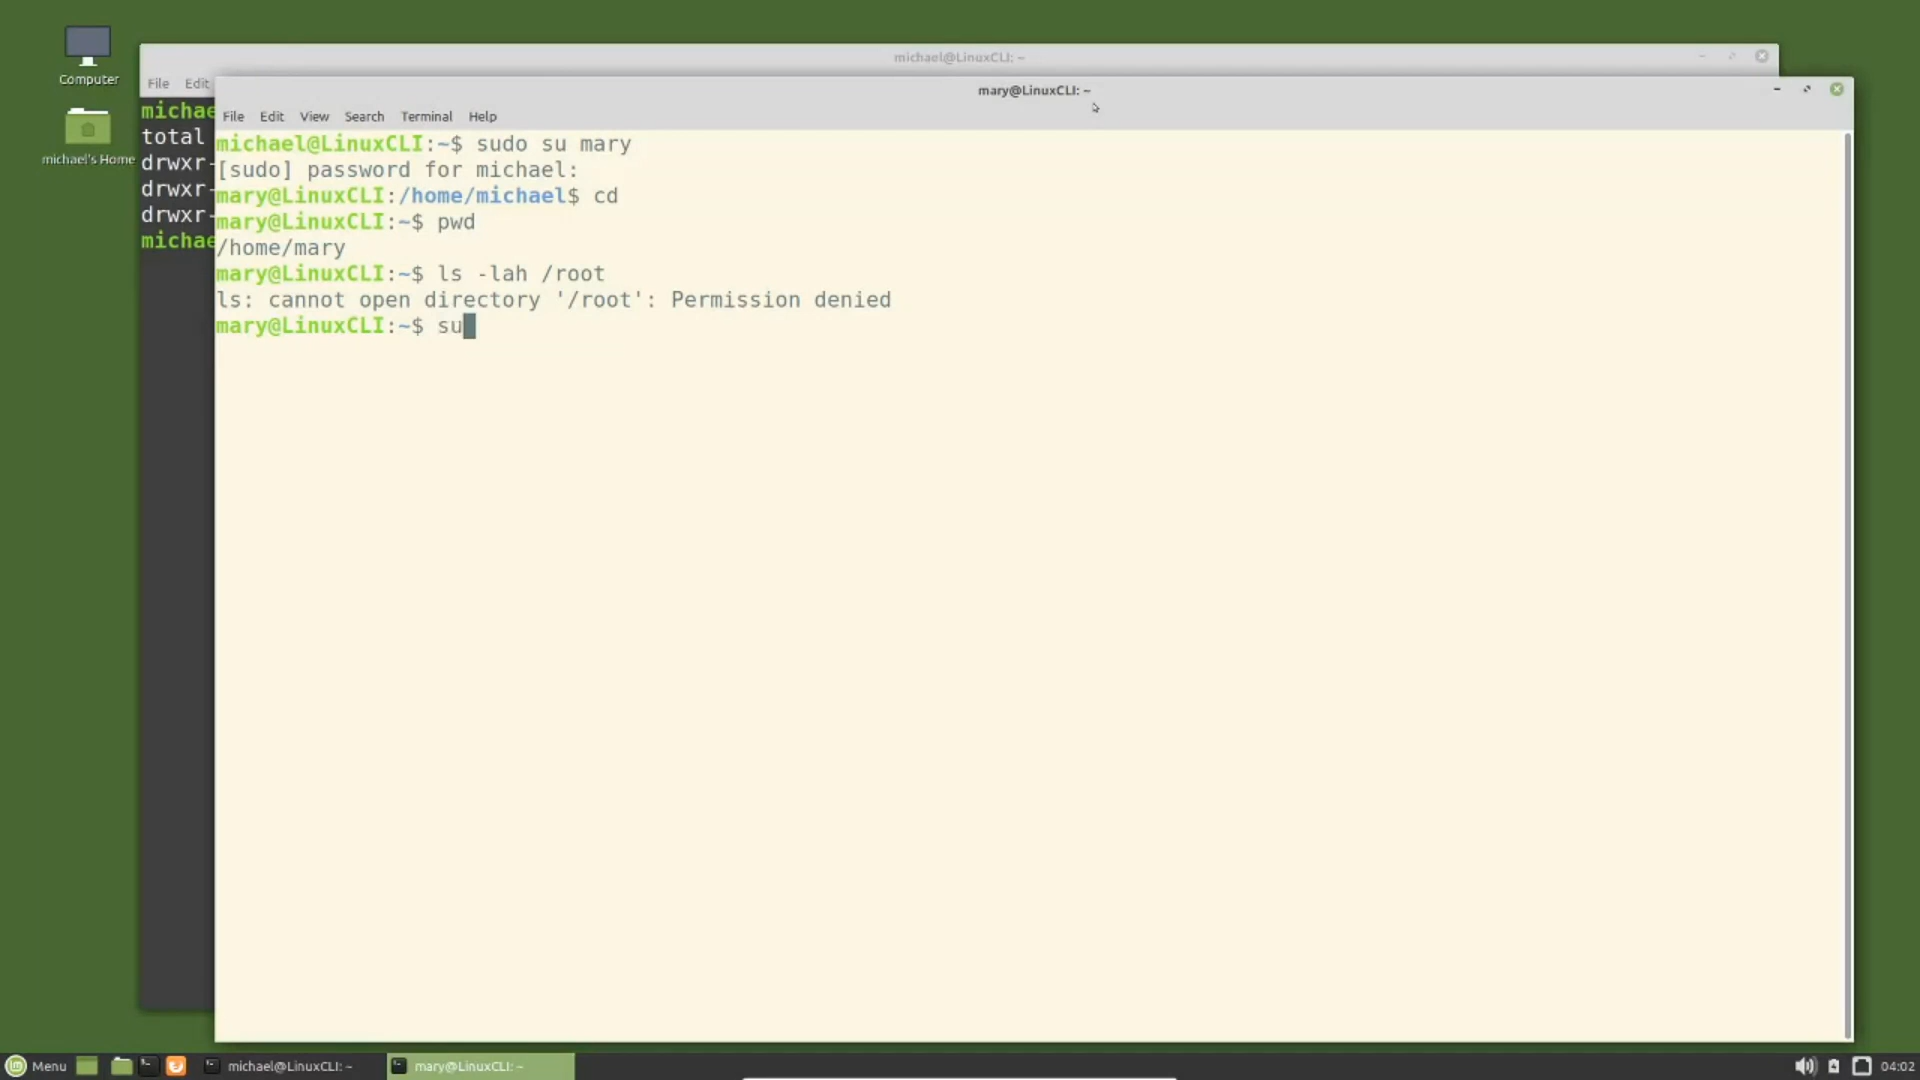 Computer
michael's Home
michael@LinuxCLI: ~
File Edit
michae
total
drwxr-
drwxr-
drwxr-
michae
mary@LinuxCLI: ~
File Edit View Search Terminal Help
michael@LinuxCLI:~$ sudo su mary
[sudo] password for michael:
mary@LinuxCLI:/home/michael$ cd
mary@LinuxCLI:~$ pwd
/home/mary
mary@LinuxCLI:~$ ls -lah /root
ls: cannot open directory '/root': Permission denied
mary@LinuxCLI:~$ su
Menu michael@LinuxCLI: ~ mary@LinuxCLI: ~ 04:02